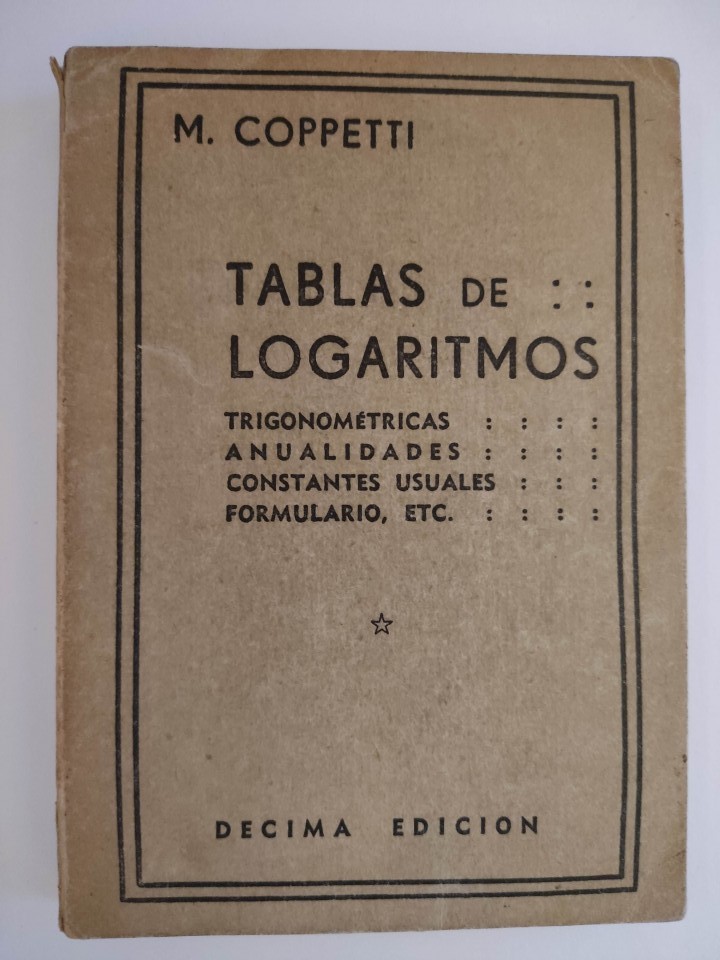 M. COPPETTI
TABLAS DE : :
LOGARITMOS
TRIGONOMÉTRICAS : : : :
ANUALIDADES : : : :
CONSTANTES USUALES : : :
FORMULARIO, ETC. : : : :
☆
DECIMA EDICION